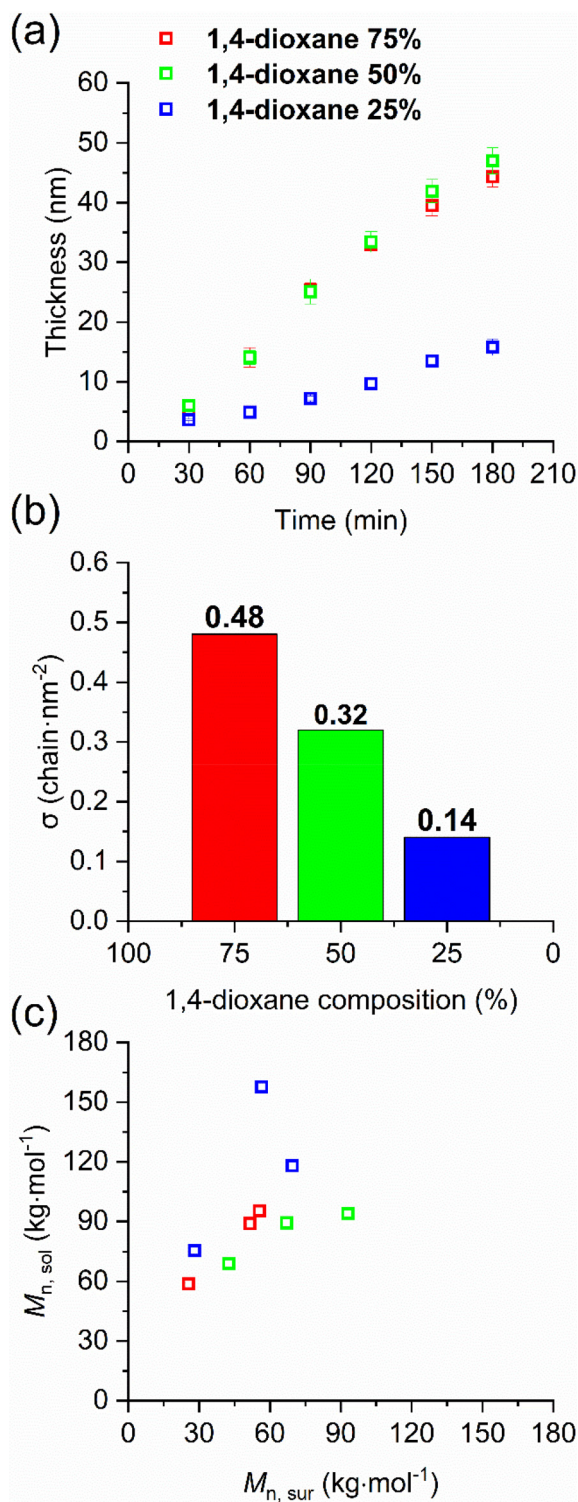 (a)
1,4-dioxane 75%
1,4-dioxane 50%
1,4-dioxane 25%
60
50
40
30
20
10
0
Thickness (nm)
0 30 60 90 120 150 180 210
Time (min)
(b)
0.6
0.5
0.4
0.3
0.2
0.1
0.0
σ (chain·nm⁻²)
0.48
0.32
0.14
100 75 50 25 0
1,4-dioxane composition (%)
(c)
180
150
120
90
60
30
0
Mn, sol (kg·mol⁻¹)
0 30 60 90 120 150 180
Mn, sur (kg·mol⁻¹)